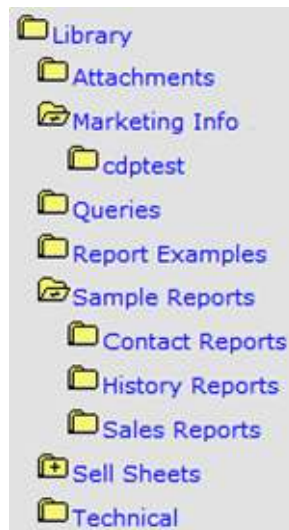 Library
Attachments
Marketing Info
cdptest
Queries
Report Examples
Sample Reports
Contact Reports
History Reports
Sales Reports
Sell Sheets
Technical